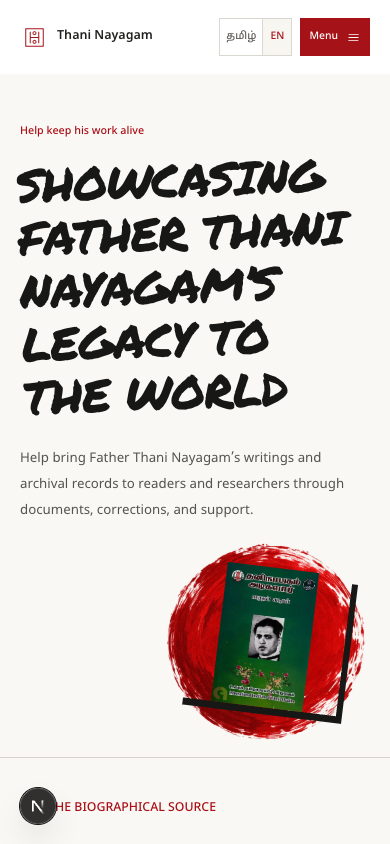 Thani Nayagam
தமிழ்
EN
Menu
Help keep his work alive
SHOWCASING
FATHER THANI
NAYAGAM'S
LEGACY TO
THE WORLD
Help bring Father Thani Nayagam's writings and
archival records to readers and researchers through
documents, corrections, and support.
N
HE BIOGRAPHICAL SOURCE